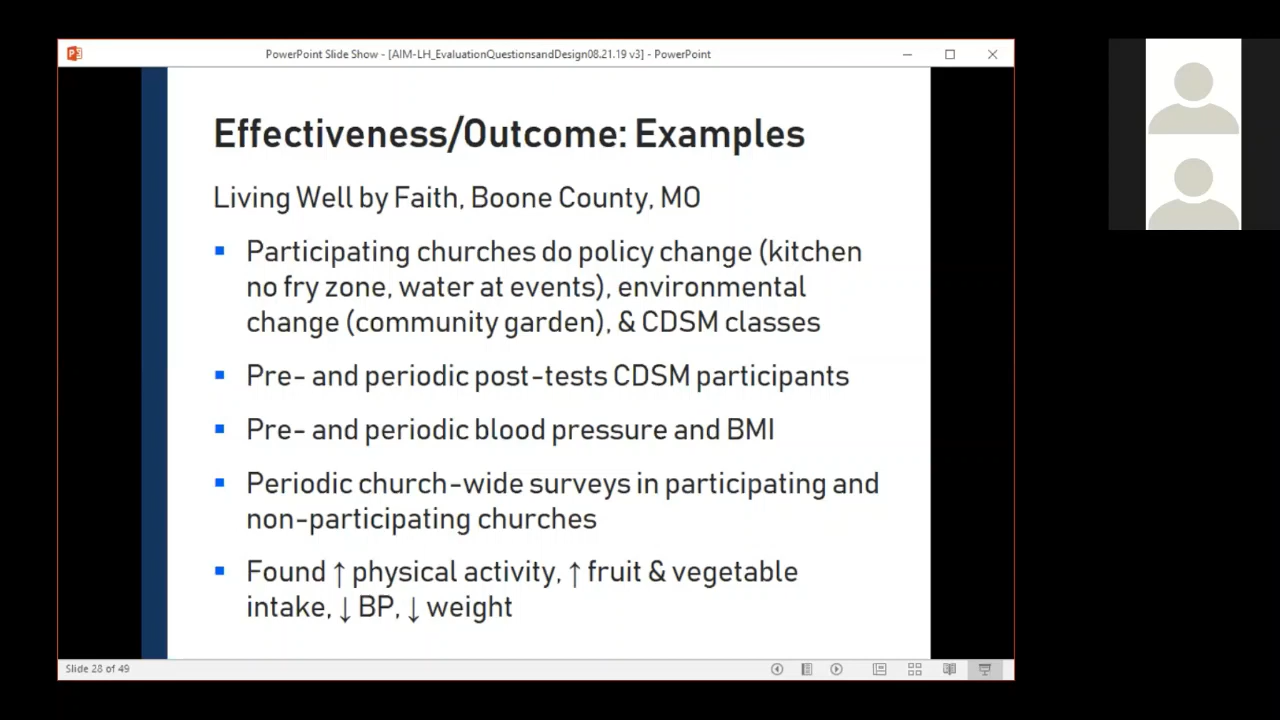 PowerPoint Slide Show - [AIM-LH_EvaluationQuestionsandDesign08.21.19 v3] - PowerPoint
Effectiveness/Outcome: Examples
Living Well by Faith, Boone County, MO
▪ Participating churches do policy change (kitchen
no fry zone, water at events), environmental
change (community garden), & CDSM classes
▪ Pre- and periodic post-tests CDSM participants
▪ Pre- and periodic blood pressure and BMI
▪ Periodic church-wide surveys in participating and
non-participating churches
▪ Found ↑ physical activity, ↑ fruit & vegetable
intake, ↓ BP, ↓ weight
Slide 28 of 49